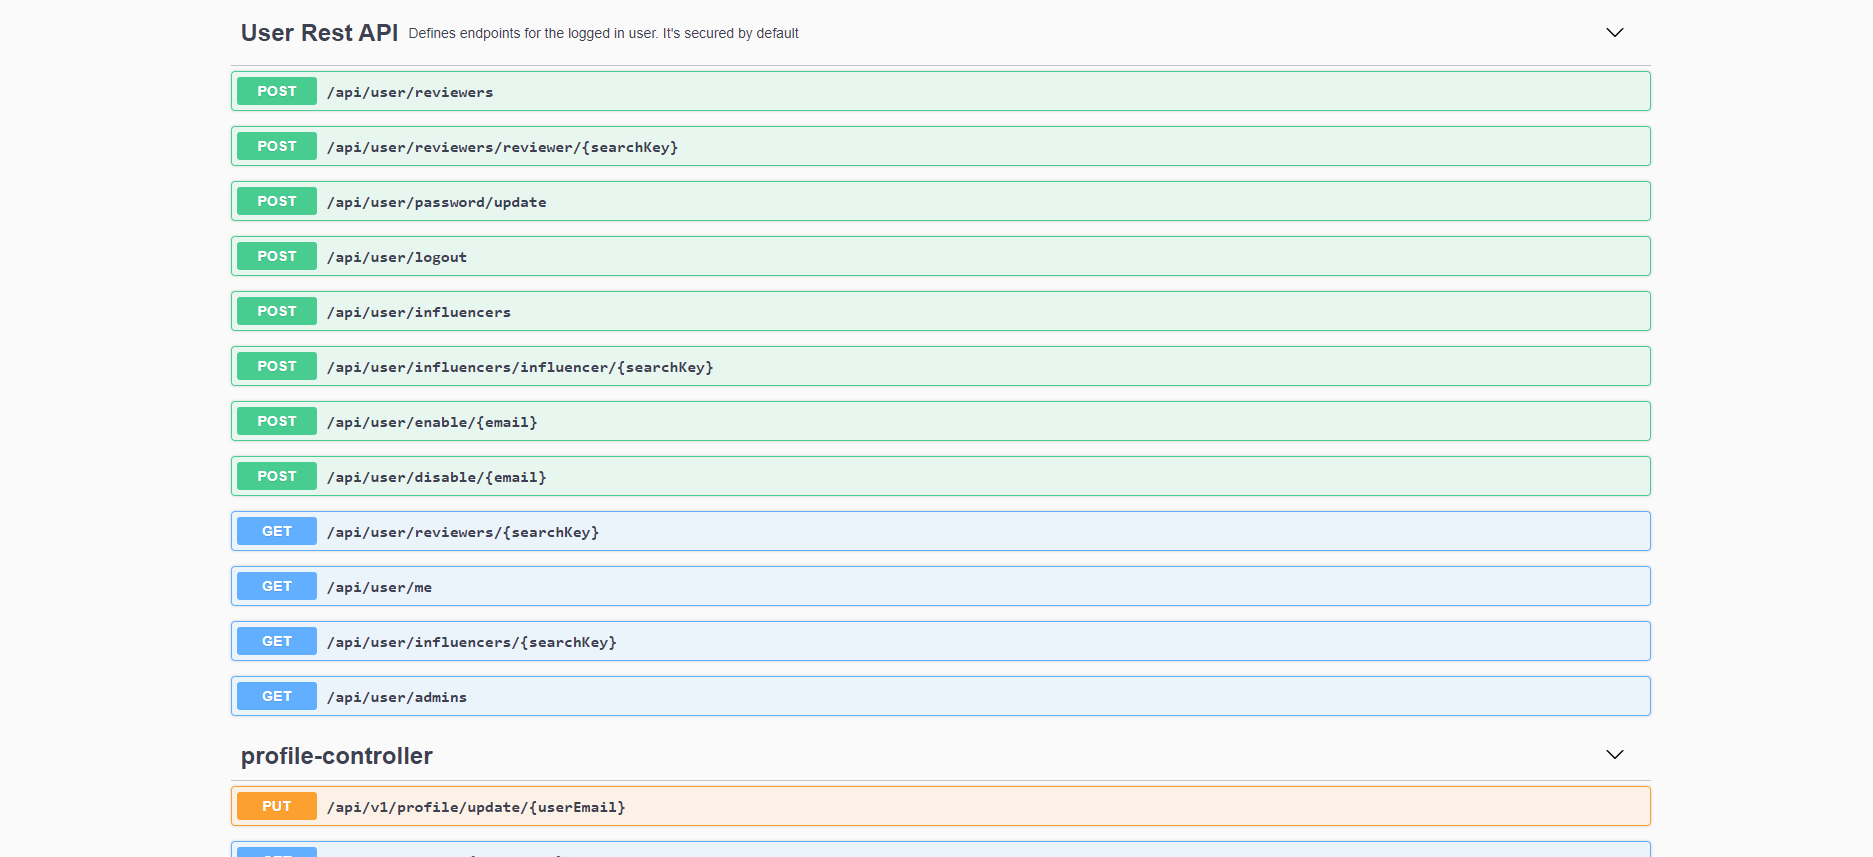 User Rest API Defines endpoints for the logged in user. It's secured by default
POST /api/user/reviewers
POST /api/user/reviewers/reviewer/{searchKey}
POST /api/user/password/update
POST /api/user/logout
POST /api/user/influencers
POST /api/user/influencers/influencer/{searchKey}
POST /api/user/enable/{email}
POST /api/user/disable/{email}
GET /api/user/reviewers/{searchKey}
GET /api/user/me
GET /api/user/influencers/{searchKey}
GET /api/user/admins
profile-controller
PUT /api/v1/profile/update/{userEmail}